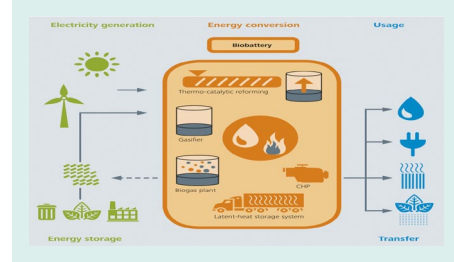 Electricity generation
Energy conversion
Usage
Biobattery
Thermo-catalytic reforming
Gasifier
Biogas plant
CHP
Latent-heat storage system
Energy storage
Transfer